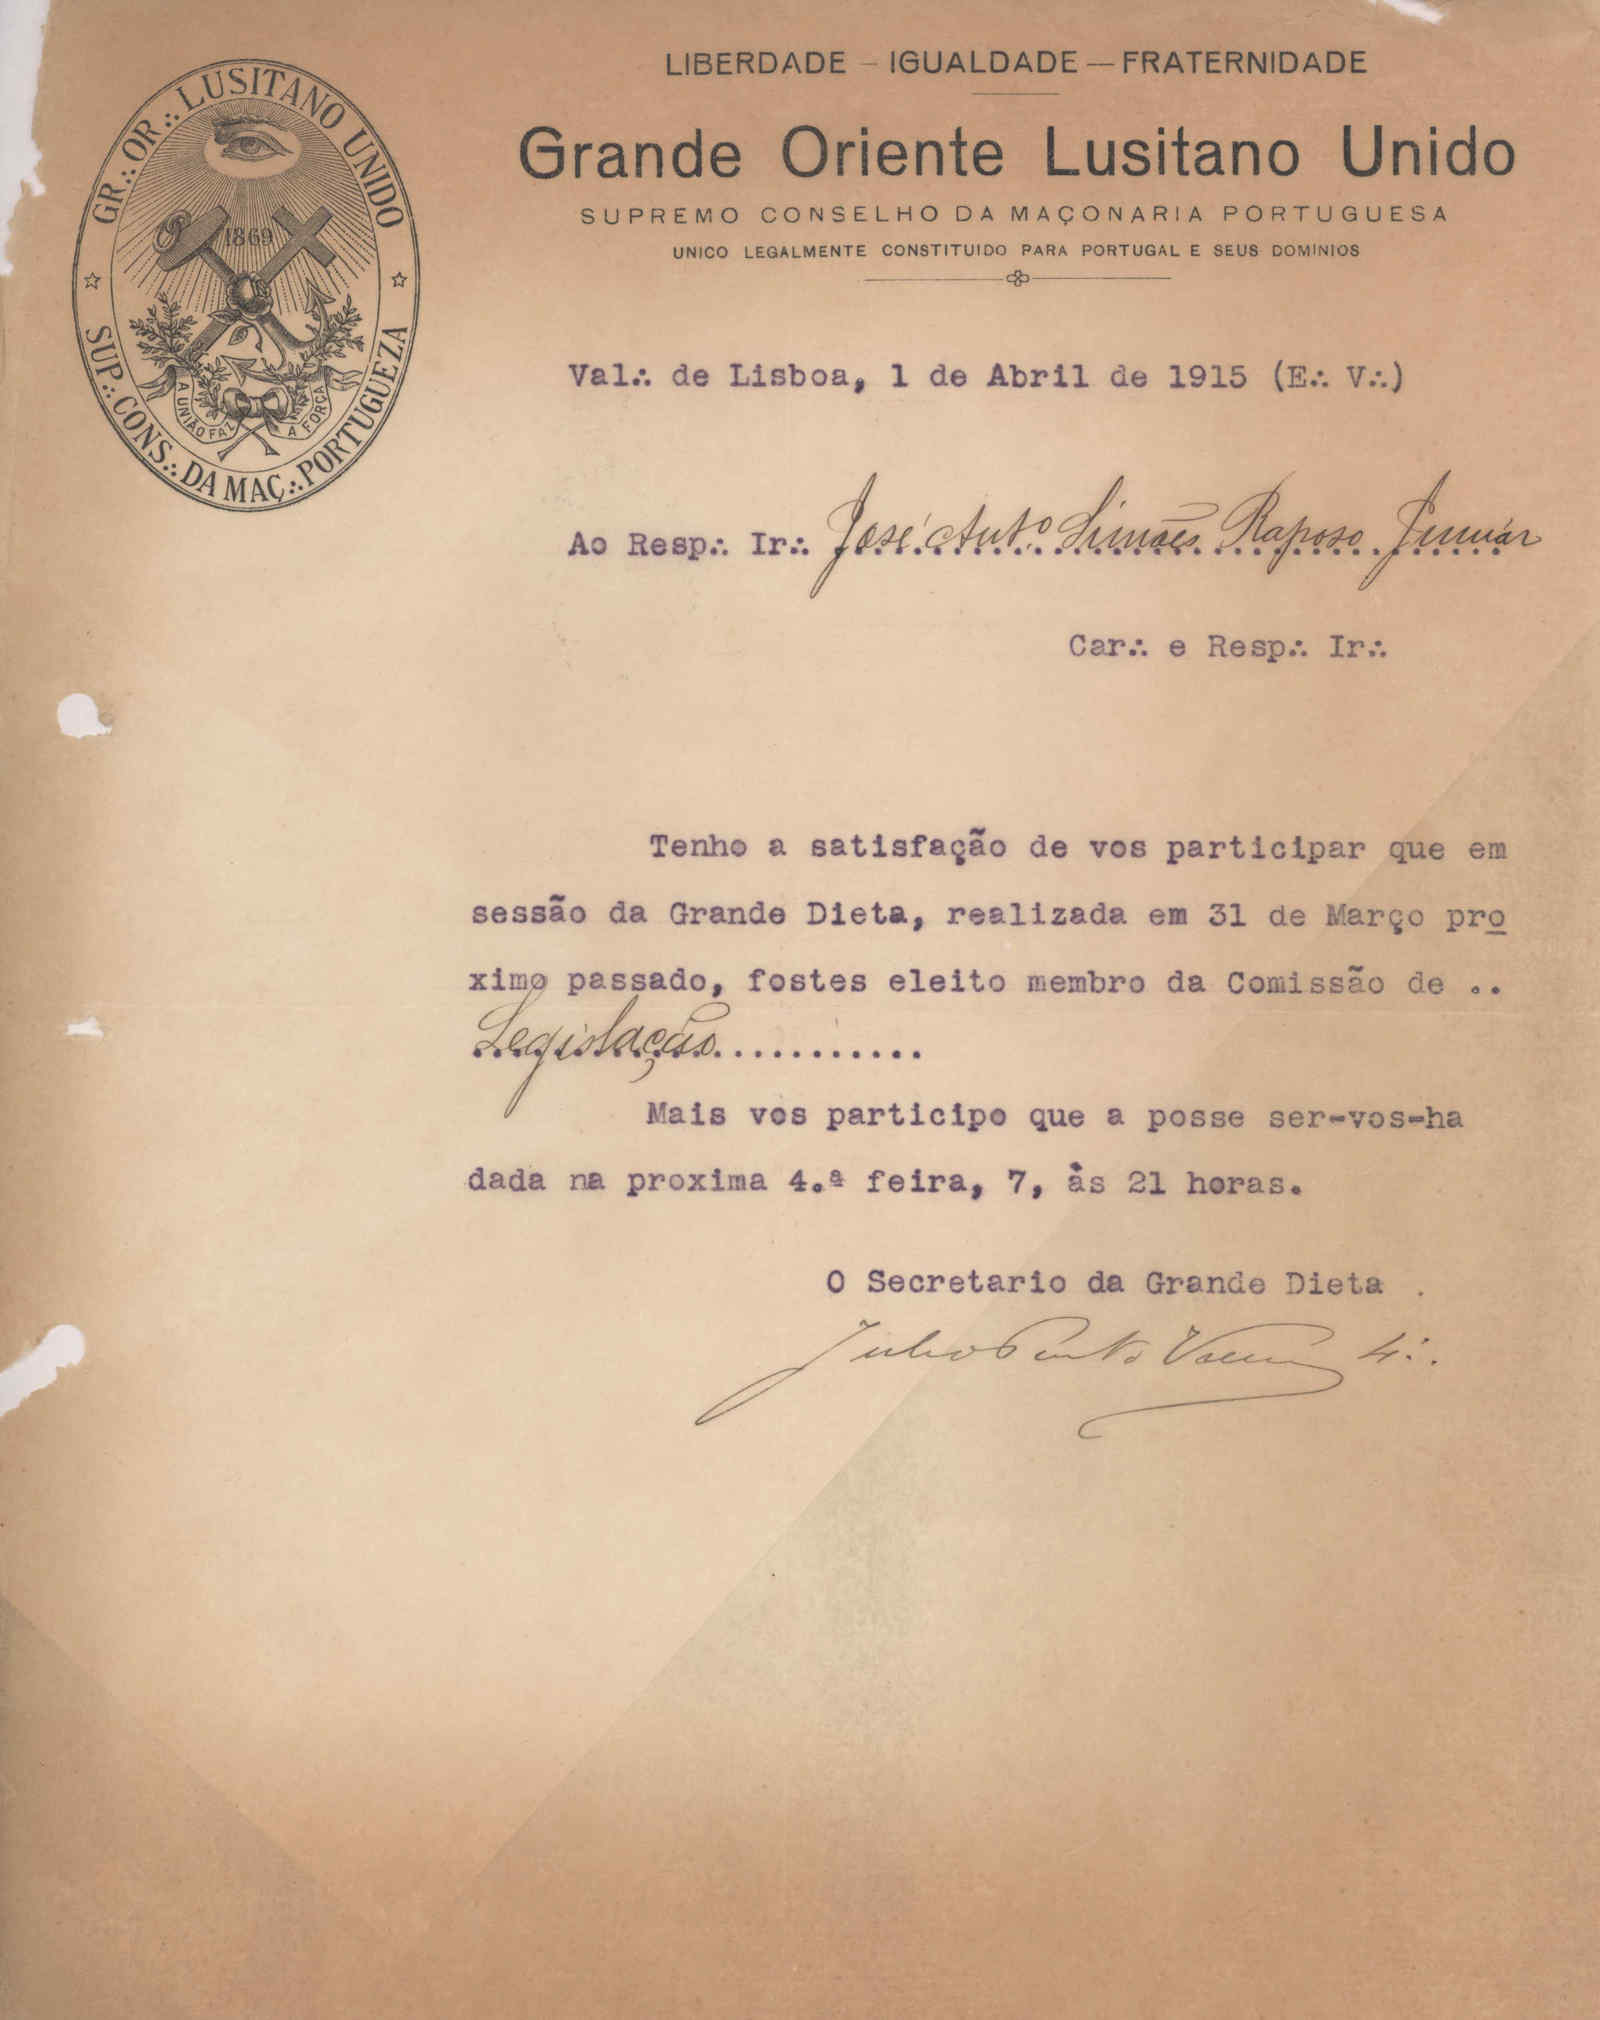 LIBERDADE — IGUALDADE — FRATERNIDADE
Grande Oriente Lusitano Unido
SUPREMO CONSELHO DA MAÇONARIA PORTUGUESA
UNICO LEGALMENTE CONSTITUIDO PARA PORTUGAL E SEUS DOMINIOS
GR∴ OR∴ LUSITANO UNIDO
1869
A UNIÃO FAZ A FORÇA
SUP∴ CONS∴ DA MAÇ∴ PORTUGUEZA
Val∴ de Lisboa, 1 de Abril de 1915 (E∴ V∴)
Ao Resp∴ Ir∴ José Ant.º Simões Raposo Junior
Car∴ e Resp∴ Ir∴
Tenho a satisfação de vos participar que em
sessão da Grande Dieta, realizada em 31 de Março pro
ximo passado, fostes eleito membro da Comissão de ..
Legislação...........
Mais vos participo que a posse ser-vos-ha
dada na proxima 4.ª feira, 7, às 21 horas.
O Secretario da Grande Dieta
Julio Pinto